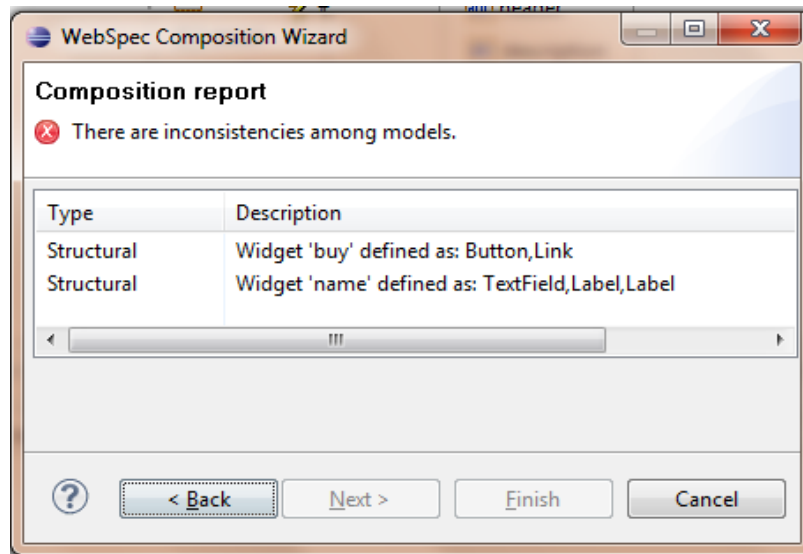 header
WebSpec Composition Wizard
Composition report
There are inconsistencies among models.
Type Description
Structural Widget 'buy' defined as: Button,Link
Structural Widget 'name' defined as: TextField,Label,Label
? < Back Next > Finish Cancel